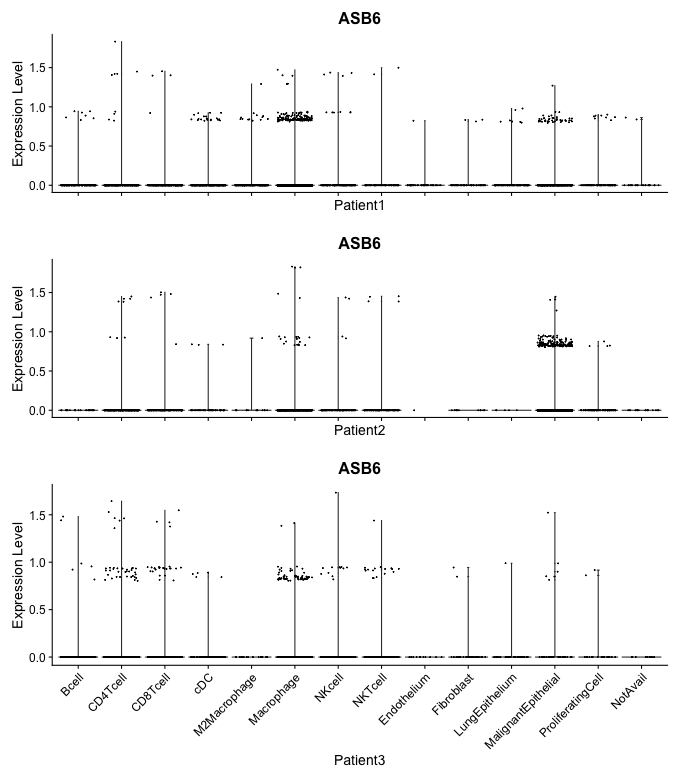 ASB6
Expression Level
1.5
1.0
0.5
0.0
Patient1
ASB6
Expression Level
1.5
1.0
0.5
0.0
Patient2
ASB6
Expression Level
1.5
1.0
0.5
0.0
Bcell
CD4Tcell
CD8Tcell
cDC
M2Macrophage
Macrophage
NKcell
NKTcell
Endothelium
Fibroblast
LungEpithelium
MalignantEpithelial
ProliferatingCell
NotAvail
Patient3